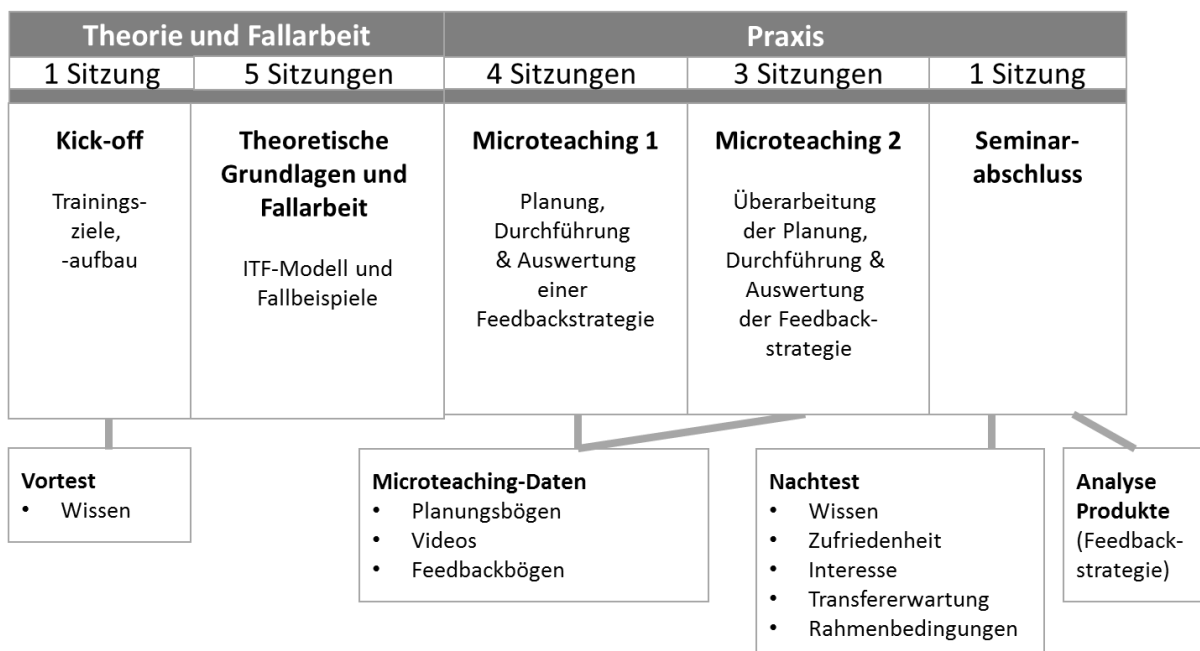 Theorie und Fallarbeit
Praxis
1 Sitzung
5 Sitzungen
4 Sitzungen
3 Sitzungen
1 Sitzung
Kick-off
Trainings-
ziele,
-aufbau
Theoretische
Grundlagen und
Fallarbeit
ITF-Modell und
Fallbeispiele
Microteaching 1
Planung,
Durchführung
& Auswertung
einer
Feedbackstrategie
Microteaching 2
Überarbeitung
der Planung,
Durchführung &
Auswertung
der Feedback-
strategie
Seminar-
abschluss
Vortest
• Wissen
Microteaching-Daten
• Planungsbögen
• Videos
• Feedbackbögen
Nachtest
• Wissen
• Zufriedenheit
• Interesse
• Transfererwartung
• Rahmenbedingungen
Analyse
Produkte
(Feedback-
strategie)